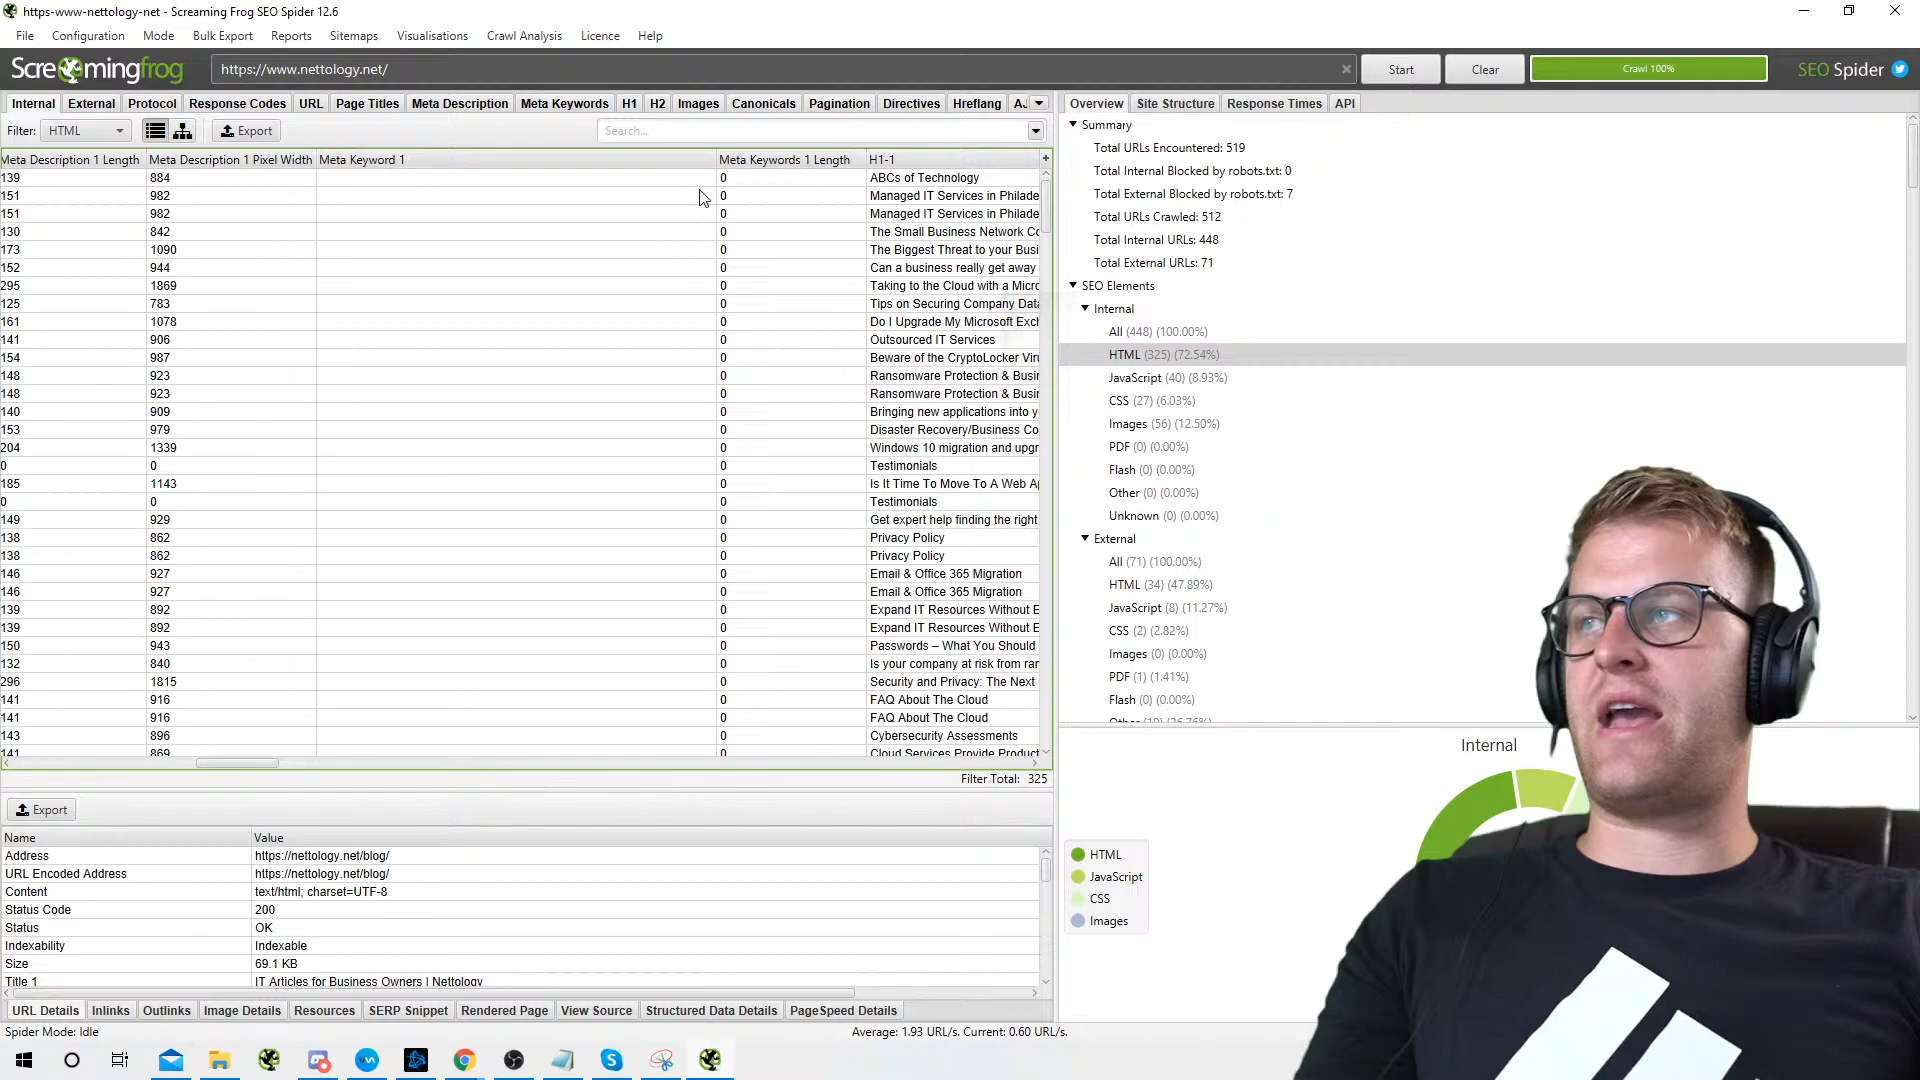 https-www-nettology-net - Screaming Frog SEO Spider 12.6
File Configuration Mode Bulk Export Reports Sitemaps Visualisations Crawl Analysis Licence Help
Screamingfrog https://www.nettology.net/ Start Clear Crawl 100% SEO Spider
Internal External Protocol Response Codes URL Page Titles Meta Description Meta Keywords H1 H2 Images Canonicals Pagination Directives Hreflang
Filter: HTML Export Search...
Meta Description 1 Length Meta Description 1 Pixel Width Meta Keyword 1 Meta Keywords 1 Length H1-1
139 884 0 ABCs of Technology
151 982 0 Managed IT Services in Philade
151 982 0 Managed IT Services in Philade
130 842 0 The Small Business Network Co
173 1090 0 The Biggest Threat to your Busi
152 944 0 Can a business really get away
295 1869 0 Taking to the Cloud with a Micro
125 783 0 Tips on Securing Company Data
161 1078 0 Do I Upgrade My Microsoft Exch
141 906 0 Outsourced IT Services
154 987 0 Beware of the CryptoLocker Viru
148 923 0 Ransomware Protection & Busin
148 923 0 Ransomware Protection & Busin
140 909 0 Bringing new applications into y
153 979 0 Disaster Recovery/Business Co
204 1339 0 Windows 10 migration and upgr
0 0 0 Testimonials
185 1143 0 Is It Time To Move To A Web Ap
0 0 0 Testimonials
149 929 0 Get expert help finding the right
138 862 0 Privacy Policy
138 862 0 Privacy Policy
146 927 0 Email & Office 365 Migration
146 927 0 Email & Office 365 Migration
139 892 0 Expand IT Resources Without E
139 892 0 Expand IT Resources Without E
150 943 0 Passwords – What You Should
132 840 0 Is your company at risk from ran
296 1815 0 Security and Privacy: The Next
141 916 0 FAQ About The Cloud
141 916 0 FAQ About The Cloud
143 896 0 Cybersecurity Assessments
141 869 0 Cloud Services Provide Product
Filter Total: 325
Export
Name Value
Address https://nettology.net/blog/
URL Encoded Address https://nettology.net/blog/
Content text/html; charset=UTF-8
Status Code 200
Status OK
Indexability Indexable
Size 69.1 KB
Title 1 IT Articles for Business Owners | Nettology
URL Details Inlinks Outlinks Image Details Resources SERP Snippet Rendered Page View Source Structured Data Details PageSpeed Details
Spider Mode: Idle Average: 1.93 URL/s. Current: 0.60 URL/s.
Overview Site Structure Response Times API
Summary
Total URLs Encountered: 519
Total Internal Blocked by robots.txt: 0
Total External Blocked by robots.txt: 7
Total URLs Crawled: 512
Total Internal URLs: 448
Total External URLs: 71
SEO Elements
Internal
All (448) (100.00%)
HTML (325) (72.54%)
JavaScript (40) (8.93%)
CSS (27) (6.03%)
Images (56) (12.50%)
PDF (0) (0.00%)
Flash (0) (0.00%)
Other (0) (0.00%)
Unknown (0) (0.00%)
External
All (71) (100.00%)
HTML (34) (47.89%)
JavaScript (8) (11.27%)
CSS (2) (2.82%)
Images (0) (0.00%)
PDF (1) (1.41%)
Flash (0) (0.00%)
Other (19) (26.76%)
Internal
HTML
JavaScript
CSS
Images